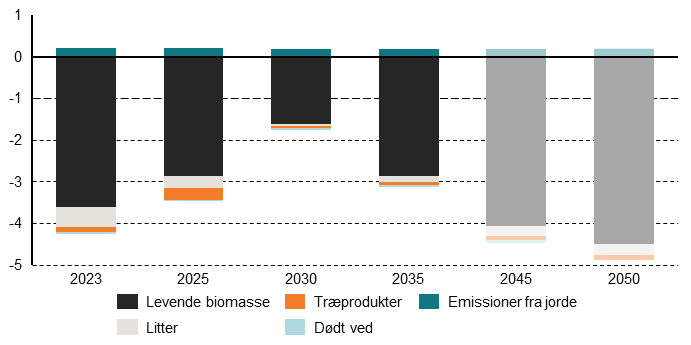 1
0
-1
-2
-3
-4
-5
2023 2025 2030 2035 2045 2050
Levende biomasse Træprodukter Emissioner fra jorde
Litter Dødt ved